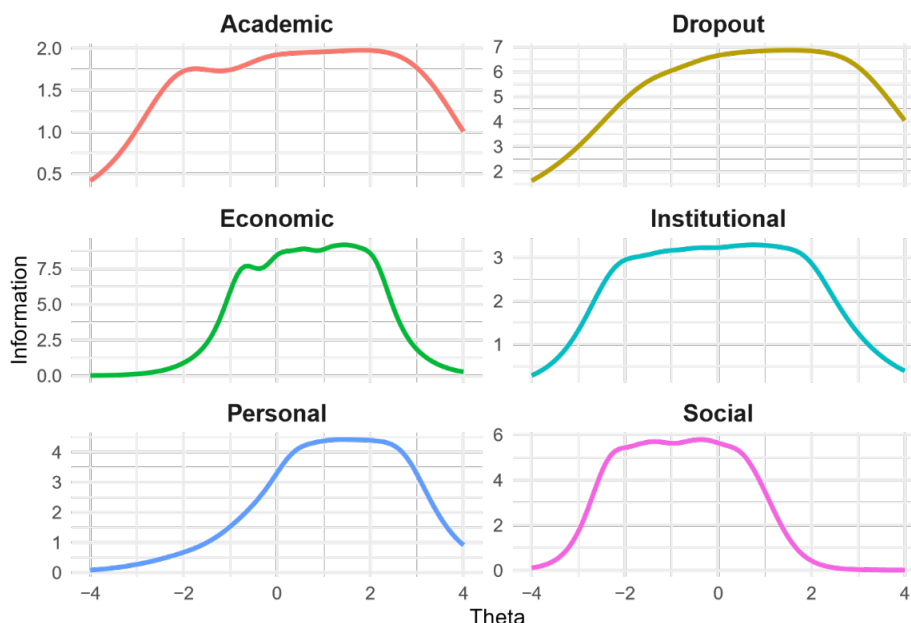 Academic
Dropout
2.0
1.5
1.0
0.5
7
6
5
4
3
2
Economic
Institutional
7.5
5.0
2.5
0.0
3
2
1
Information
Personal
Social
4
3
2
1
0
6
4
2
0
−4 −2 0 2 4
−4 −2 0 2 4
Theta